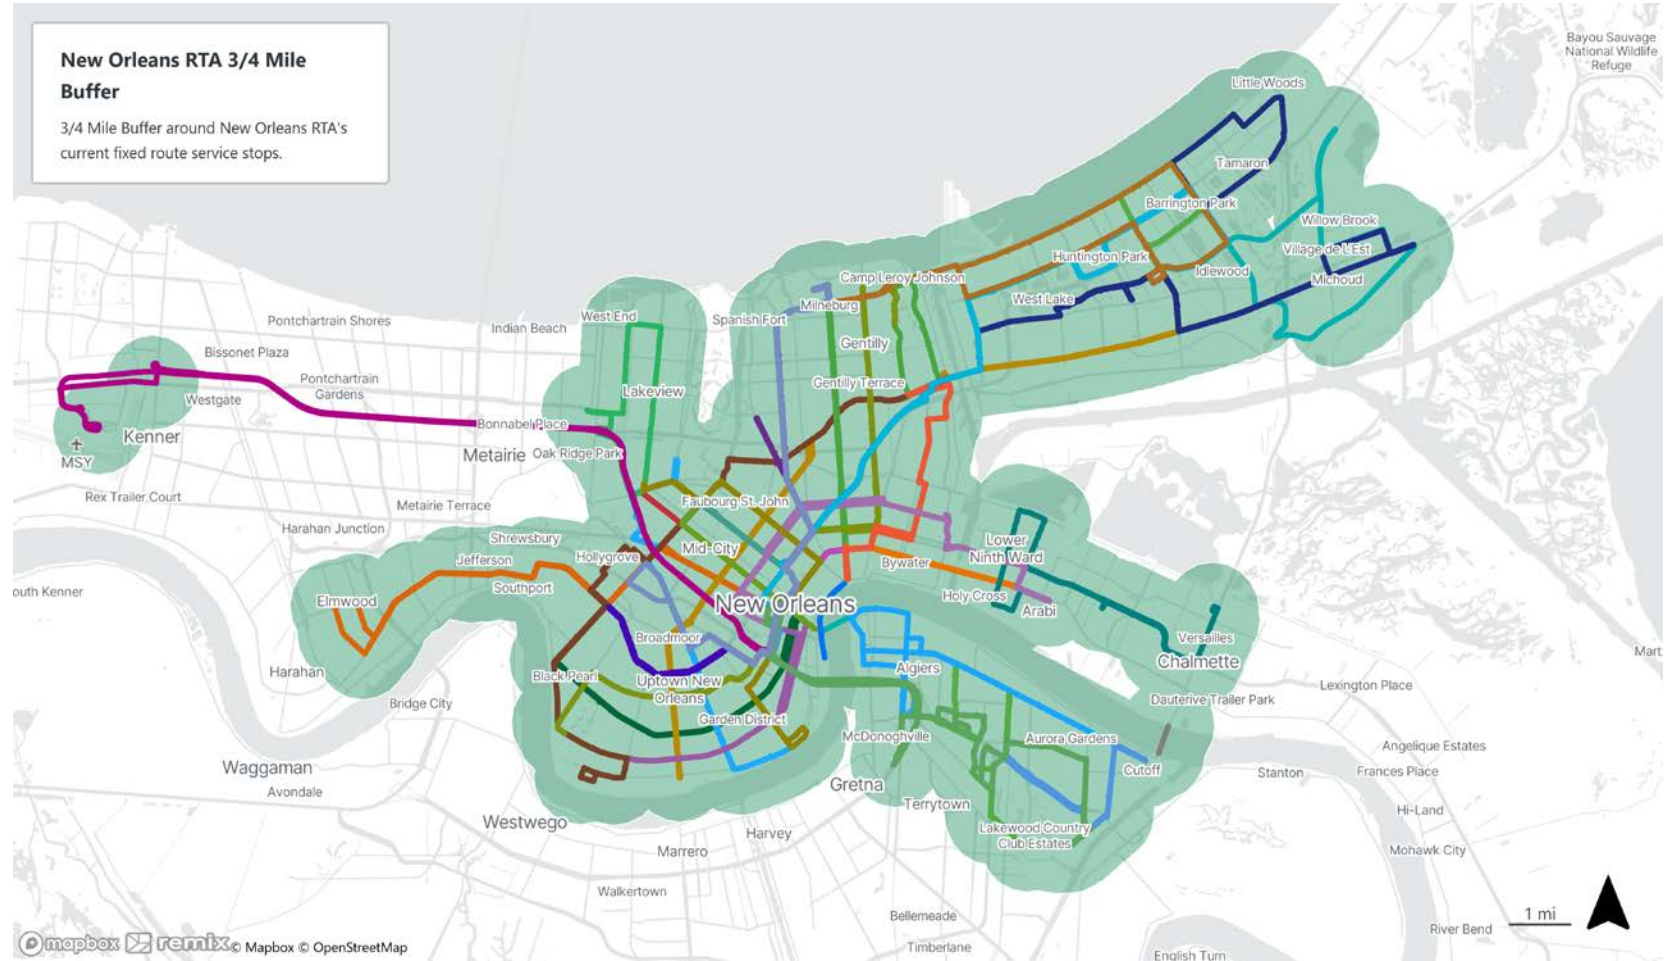 New Orleans RTA 3/4 Mile
Buffer
3/4 Mile Buffer around New Orleans RTA's
current fixed route service stops.
Bayou Sauvage
National Wildlife
Refuge
Little Woods
Tamaron
Barrington Park
Willow Brook
Village de L'Est
Huntington Park
Idlewood
Michoud
Camp Leroy Johnson
West Lake
Milneburg
Spanish Fort
West End
Indian Beach
Pontchartrain Shores
Gentilly
Bissonet Plaza
Pontchartrain
Gardens
Lakeview
Gentilly Terrace
Westgate
Bonnabel Place
Kenner
MSY
Metairie
Oak Ridge Park
Rex Trailer Court
Metairie Terrace
Faubourg St. John
Harahan Junction
Shrewsbury
Mid-City
Lower
Ninth Ward
Hollygrove
Jefferson
Bywater
Southport
outh Kenner
Elmwood
New Orleans
Holy Cross
Arabi
Broadmoor
Versailles
Chalmette
Harahan
Algiers
Black Pearl
Uptown New
Orleans
Mart
Lexington Place
Bridge City
Dauterive Trailer Park
Garden District
McDonoghville
Aurora Gardens
Angelique Estates
Waggaman
Cutoff
Stanton
Frances Place
Avondale
Gretna
Terrytown
Hi-Land
Westwego
Harvey
Lakewood Country
Club Estates
Marrero
Mohawk City
Walkertown
Bellemeade
1 mi
River Bend
Timberlane
English Turn
mapbox remix © Mapbox © OpenStreetMap